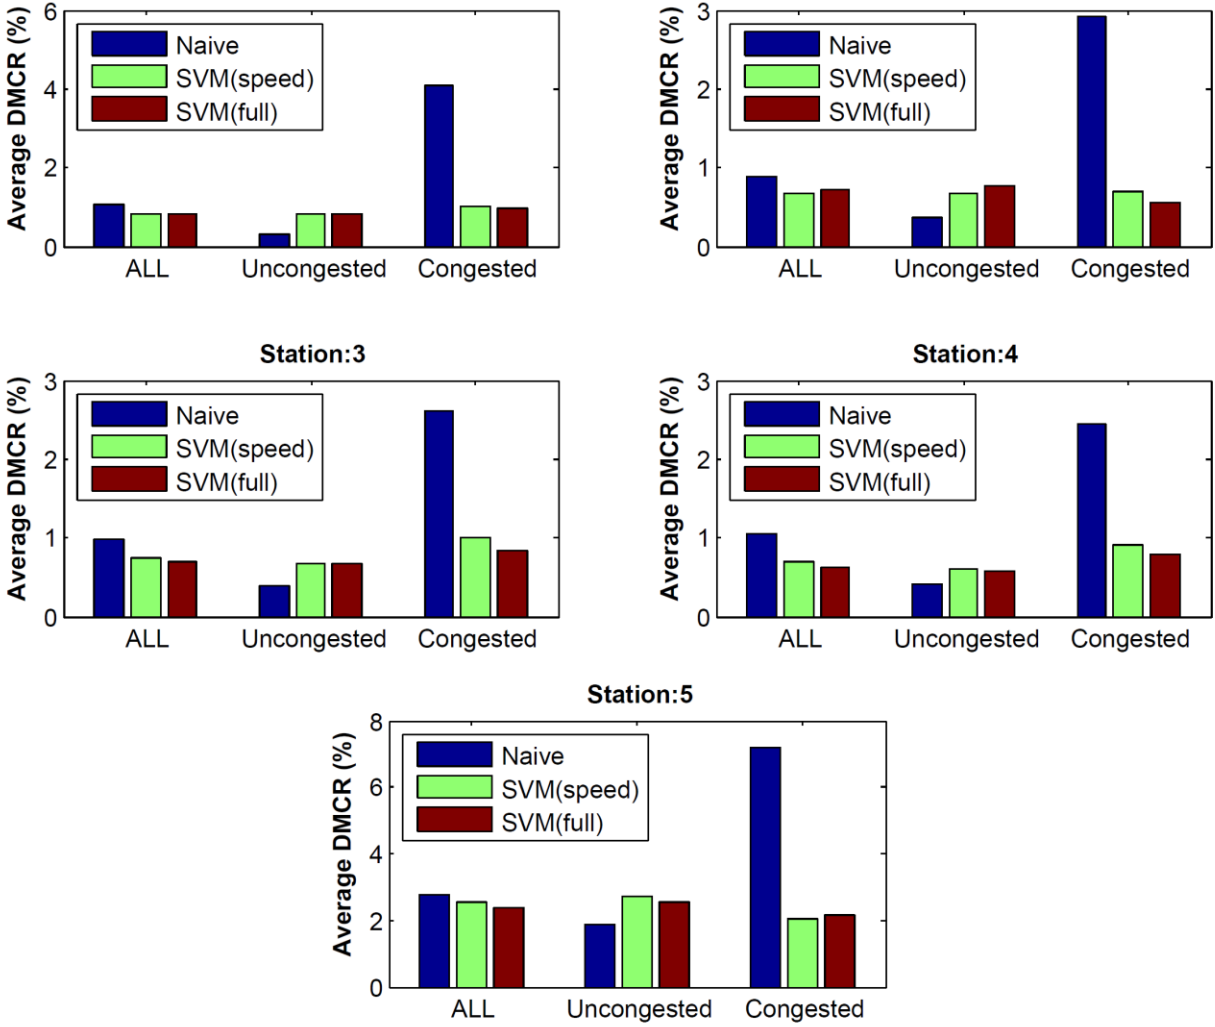 Average DMCR (%)
6
4
2
0
Naive
SVM(speed)
SVM(full)
ALL
Uncongested
Congested
Average DMCR (%)
3
2
1
0
Naive
SVM(speed)
SVM(full)
ALL
Uncongested
Congested
Station:3
Average DMCR (%)
3
2
1
0
Naive
SVM(speed)
SVM(full)
ALL
Uncongested
Congested
Station:4
Average DMCR (%)
3
2
1
0
Naive
SVM(speed)
SVM(full)
ALL
Uncongested
Congested
Station:5
Average DMCR (%)
8
6
4
2
0
Naive
SVM(speed)
SVM(full)
ALL
Uncongested
Congested